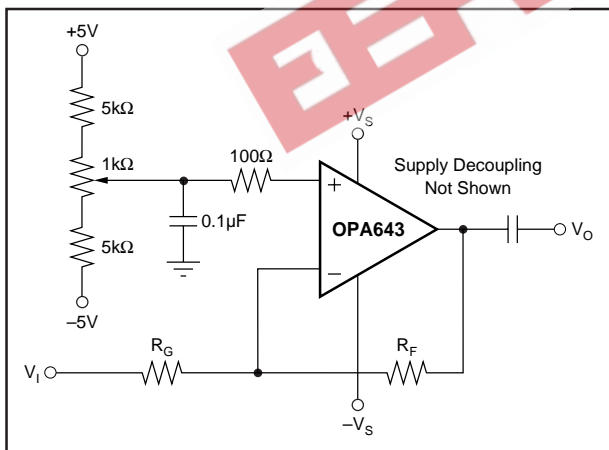 +5V
5kΩ
1kΩ
5kΩ
–5V
0.1µF
100Ω
+VS
Supply Decoupling
Not Shown
+
OPA643
–
VO
VI
RG
RF
–VS